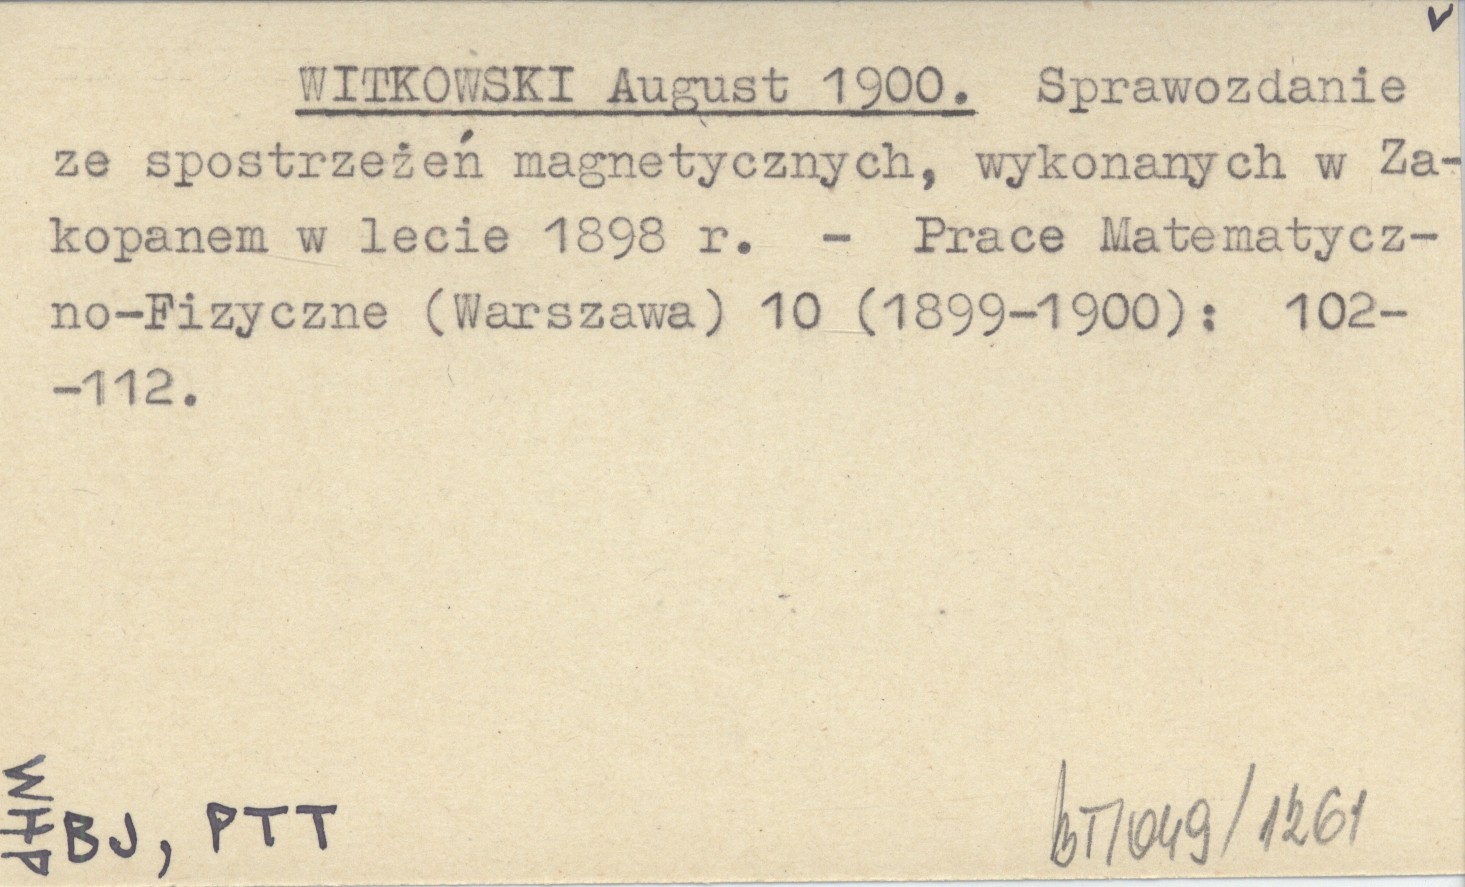 v
WITKOWSKI August 1900. Sprawozdanie
ze spostrzeżeń magnetycznych, wykonanych w Za-
kopanem w lecie 1898 r. - Prace Matematycz-
no-Fizyczne (Warszawa) 10 (1899-1900): 102-
-112.
BJ, PTT
BT/049/1261